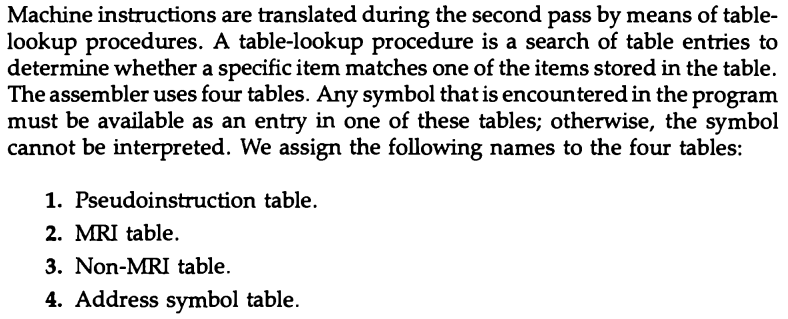 Machine instructions are translated during the second pass by means of table-
lookup procedures. A table-lookup procedure is a search of table entries to
determine whether a specific item matches one of the items stored in the table.
The assembler uses four tables. Any symbol that is encountered in the program
must be available as an entry in one of these tables; otherwise, the symbol
cannot be interpreted. We assign the following names to the four tables:
1. Pseudoinstruction table.
2. MRI table.
3. Non-MRI table.
4. Address symbol table.